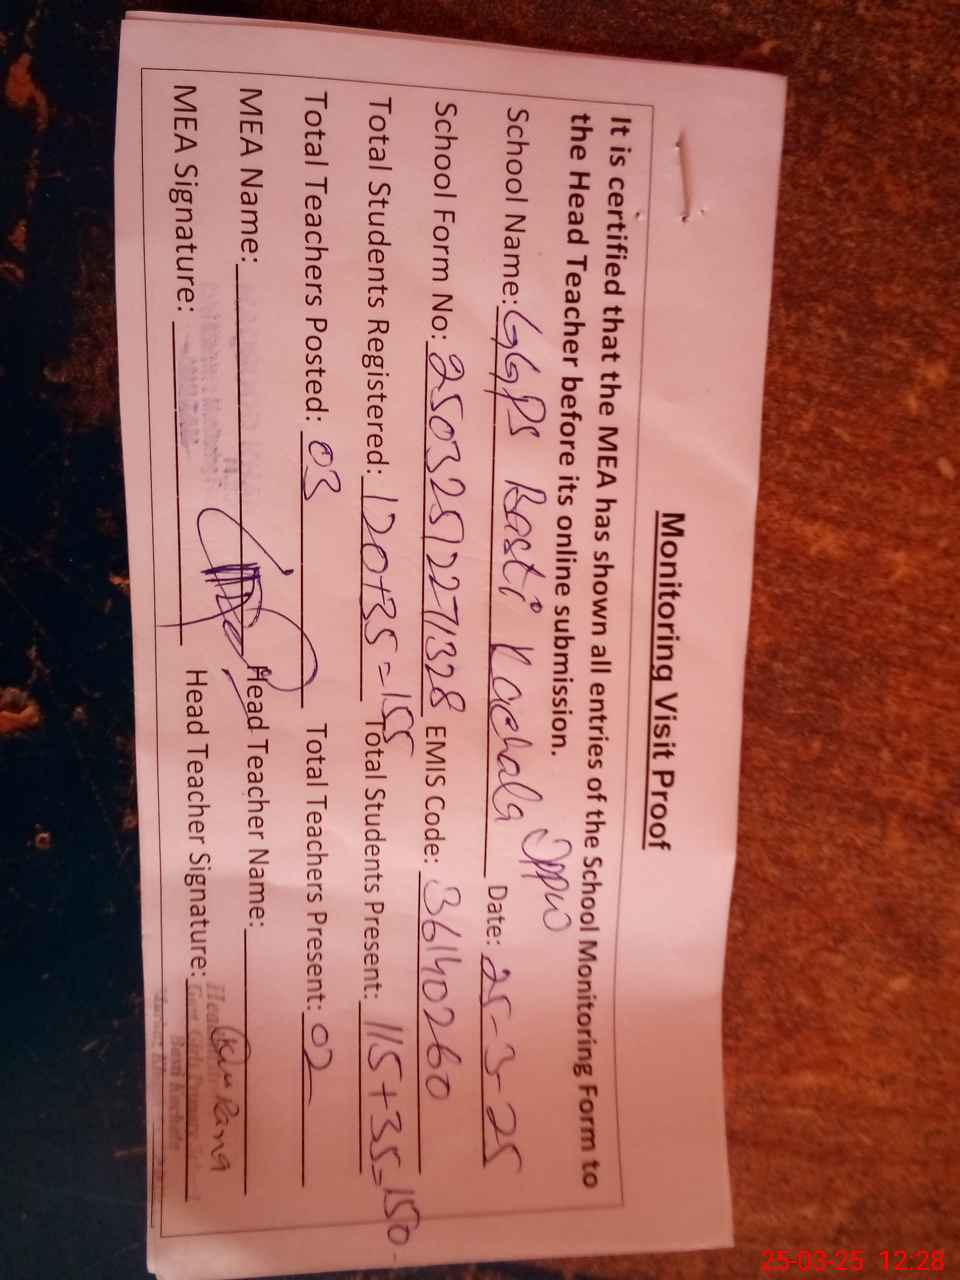 Monitoring Visit Proof
It is certified that the MEA has shown all entries of the School Monitoring Form to
the Head Teacher before its online submission.
School Name: GGPS Basti Kachala Date: 25-3-25
School Form No: 250325122271328 EMIS Code: 36140260
Total Students Registered: 120+35=155 Total Students Present: 115+35=150
Total Teachers Posted: 03 Total Teachers Present: 02
MEA Name: Head Teacher Name:
MEA Signature: Head Teacher Signature:
25-03-25 12:28